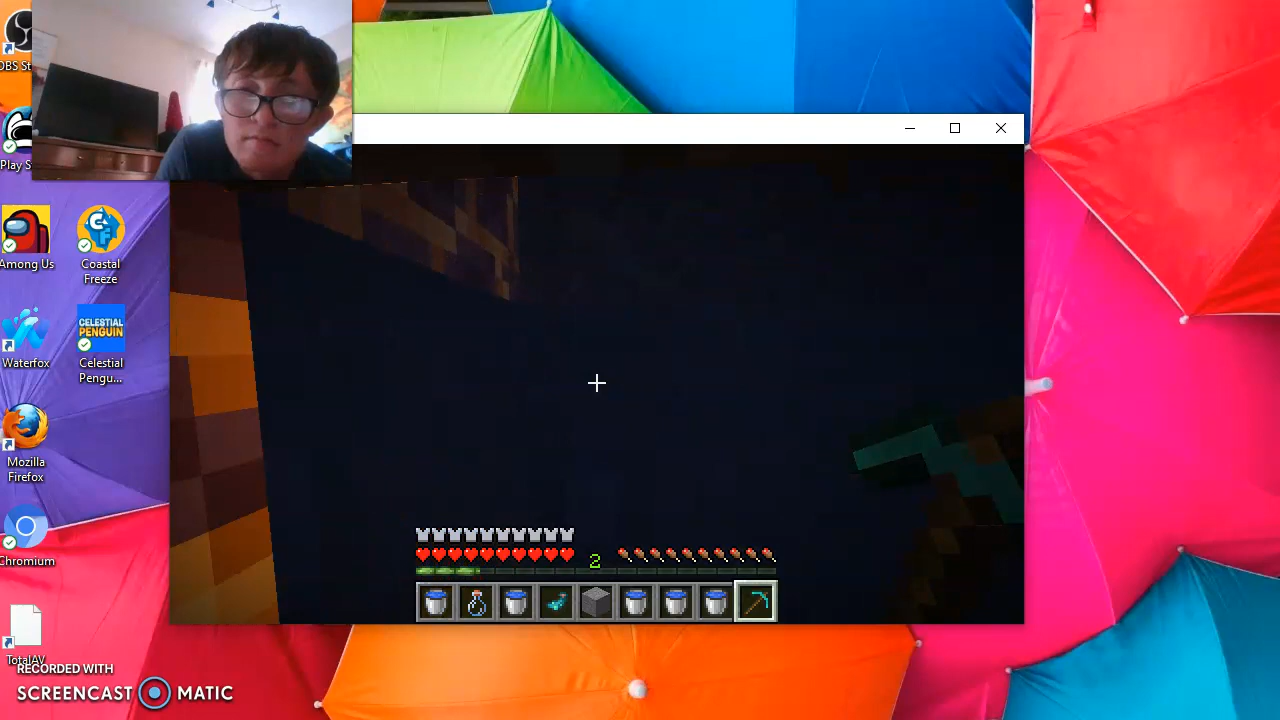 OBS St...
Play S
Among Us
Coastal
Freeze
Waterfox
CELESTIAL
PENGUIN
Celestial
Pengu...
Mozilla
Firefox
Chromium
TotalAV
2
RECORDED WITH
SCREENCAST MATIC